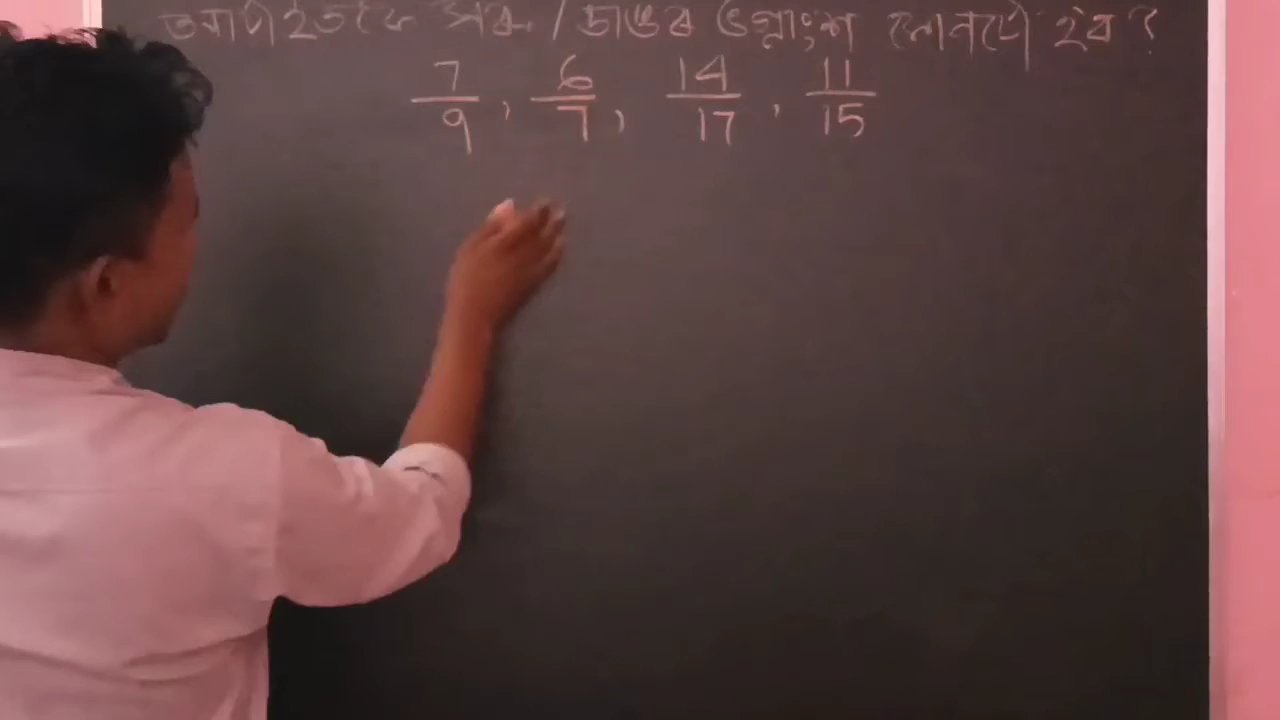 সৰু / ডাঙৰ ভগ্নাংশ কোনটো হ'ব ?
7/9 , 6/7 , 14/17 , 11/15